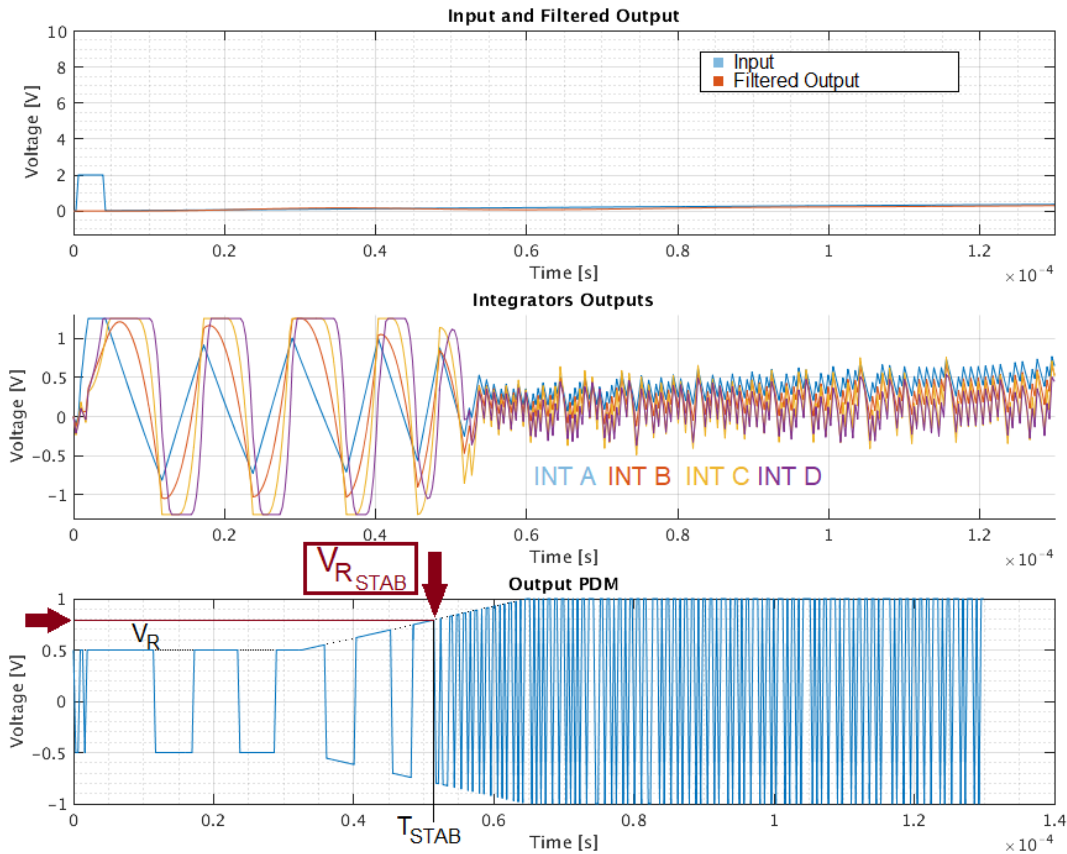 Input and Filtered Output
10
8
6
4
2
0
Voltage [V]
Input
Filtered Output
0 0.2 0.4 0.6 0.8 1 1.2
Time [s]
×10⁻⁴
Integrators Outputs
1
0.5
0
-0.5
-1
Voltage [V]
INT A INT B INT C INT D
0 0.2 0.4 0.6 0.8 1 1.2
Time [s]
×10⁻⁴
V_R_STAB
Output PDM
1
0.5
0
-0.5
-1
Voltage [V]
V_R
0 0.2 0.4 0.6 0.8 1 1.2 1.4
T_STAB
Time [s]
×10⁻⁴